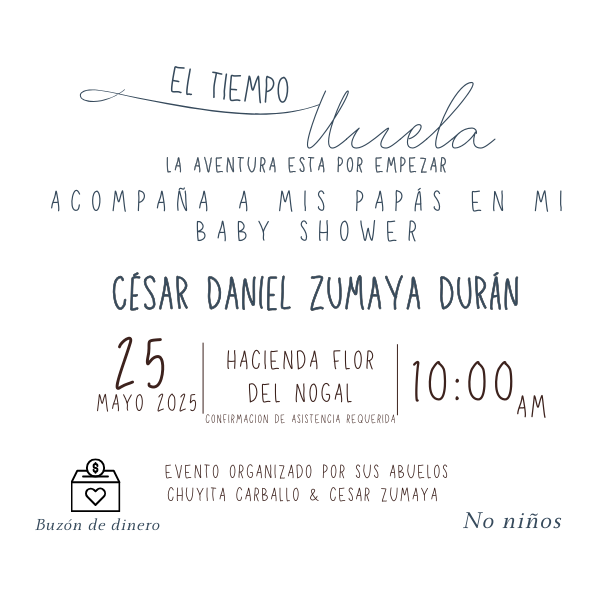 EL TIEMPO
Vuela
LA AVENTURA ESTA POR EMPEZAR
ACOMPAÑA A MIS PAPÁS EN MI
BABY SHOWER
CÉSAR DANIEL ZUMAYA DURÁN
25
MAYO 2025
HACIENDA FLOR
DEL NOGAL
CONFIRMACION DE ASISTENCIA REQUERIDA
10:00 AM
$
EVENTO ORGANIZADO POR SUS ABUELOS
CHUYITA CARBALLO & CESAR ZUMAYA
Buzón de dinero
No niños